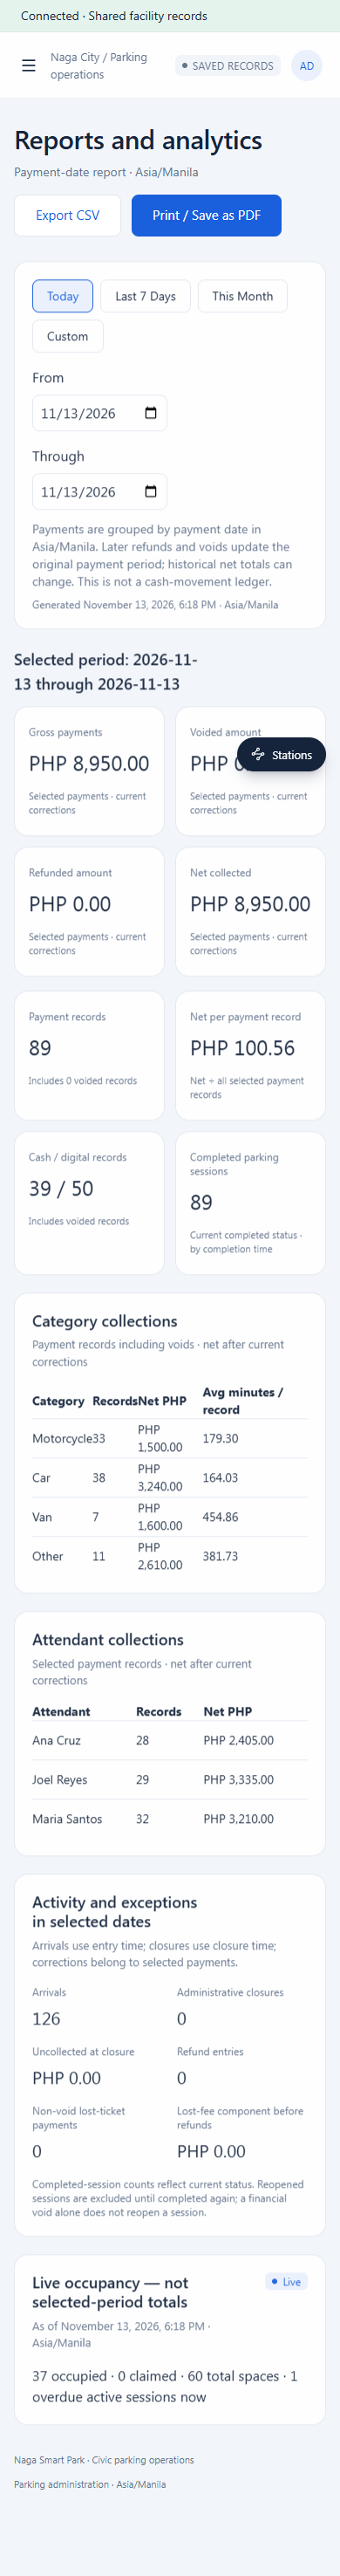 Connected · Shared facility records
Naga City / Parking
operations
SAVED RECORDS
AD
Reports and analytics
Payment-date report · Asia/Manila
Export CSV
Print / Save as PDF
Today
Last 7 Days
This Month
Custom
From
11/13/2026
Through
11/13/2026
Payments are grouped by payment date in
Asia/Manila. Later refunds and voids update the
original payment period; historical net totals can
change. This is not a cash-movement ledger.
Generated November 13, 2026, 6:18 PM · Asia/Manila
Selected period: 2026-11-
13 through 2026-11-13
Gross payments
PHP 8,950.00
Selected payments · current
corrections
Voided amount
PHP
Stations
Selected payments · current
corrections
Refunded amount
PHP 0.00
Selected payments · current
corrections
Net collected
PHP 8,950.00
Selected payments · current
corrections
Payment records
89
Includes 0 voided records
Net per payment record
PHP 100.56
Net ÷ all selected payment
records
Cash / digital records
39 / 50
Includes voided records
Completed parking
sessions
89
Current completed status ·
by completion time
Category collections
Payment records including voids · net after current
corrections
Category Records Net PHP Avg minutes /
record
Motorcycle 33 PHP
1,500.00 179.30
Car 38 PHP
3,240.00 164.03
Van 7 PHP
1,600.00 454.86
Other 11 PHP
2,610.00 381.73
Attendant collections
Selected payment records · net after current
corrections
Attendant Records Net PHP
Ana Cruz 28 PHP 2,405.00
Joel Reyes 29 PHP 3,335.00
Maria Santos 32 PHP 3,210.00
Activity and exceptions
in selected dates
Arrivals use entry time; closures use closure time;
corrections belong to selected payments.
Arrivals
126
Administrative closures
0
Uncollected at closure
PHP 0.00
Refund entries
0
Non-void lost-ticket
payments
0
Lost-fee component before
refunds
PHP 0.00
Completed-session counts reflect current status. Reopened
sessions are excluded until completed again; a financial
void alone does not reopen a session.
Live occupancy — not
selected-period totals
Live
As of November 13, 2026, 6:18 PM ·
Asia/Manila
37 occupied · 0 claimed · 60 total spaces · 1
overdue active sessions now
Naga Smart Park · Civic parking operations
Parking administration · Asia/Manila